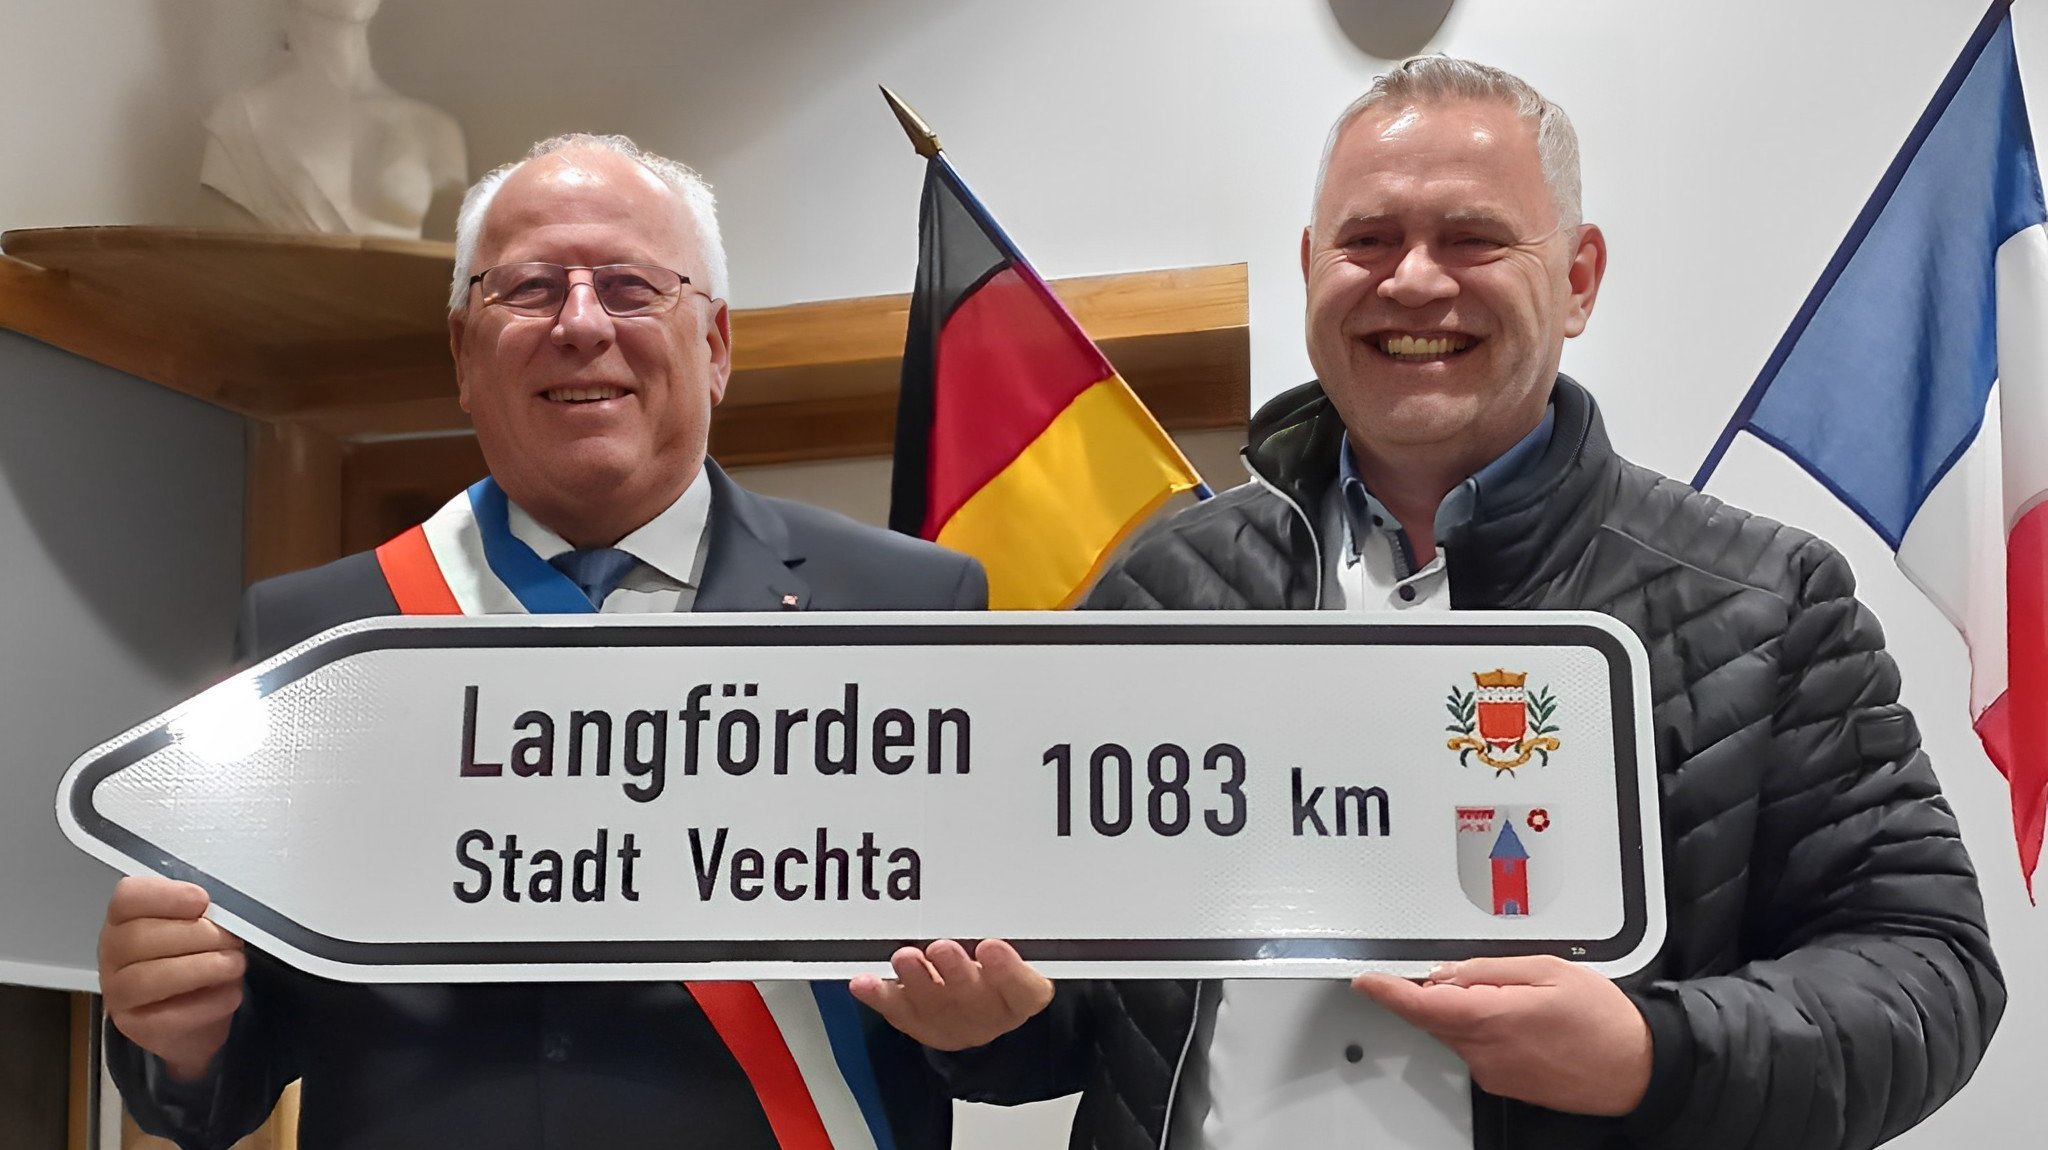 Langförden
Stadt Vechta
1083 km